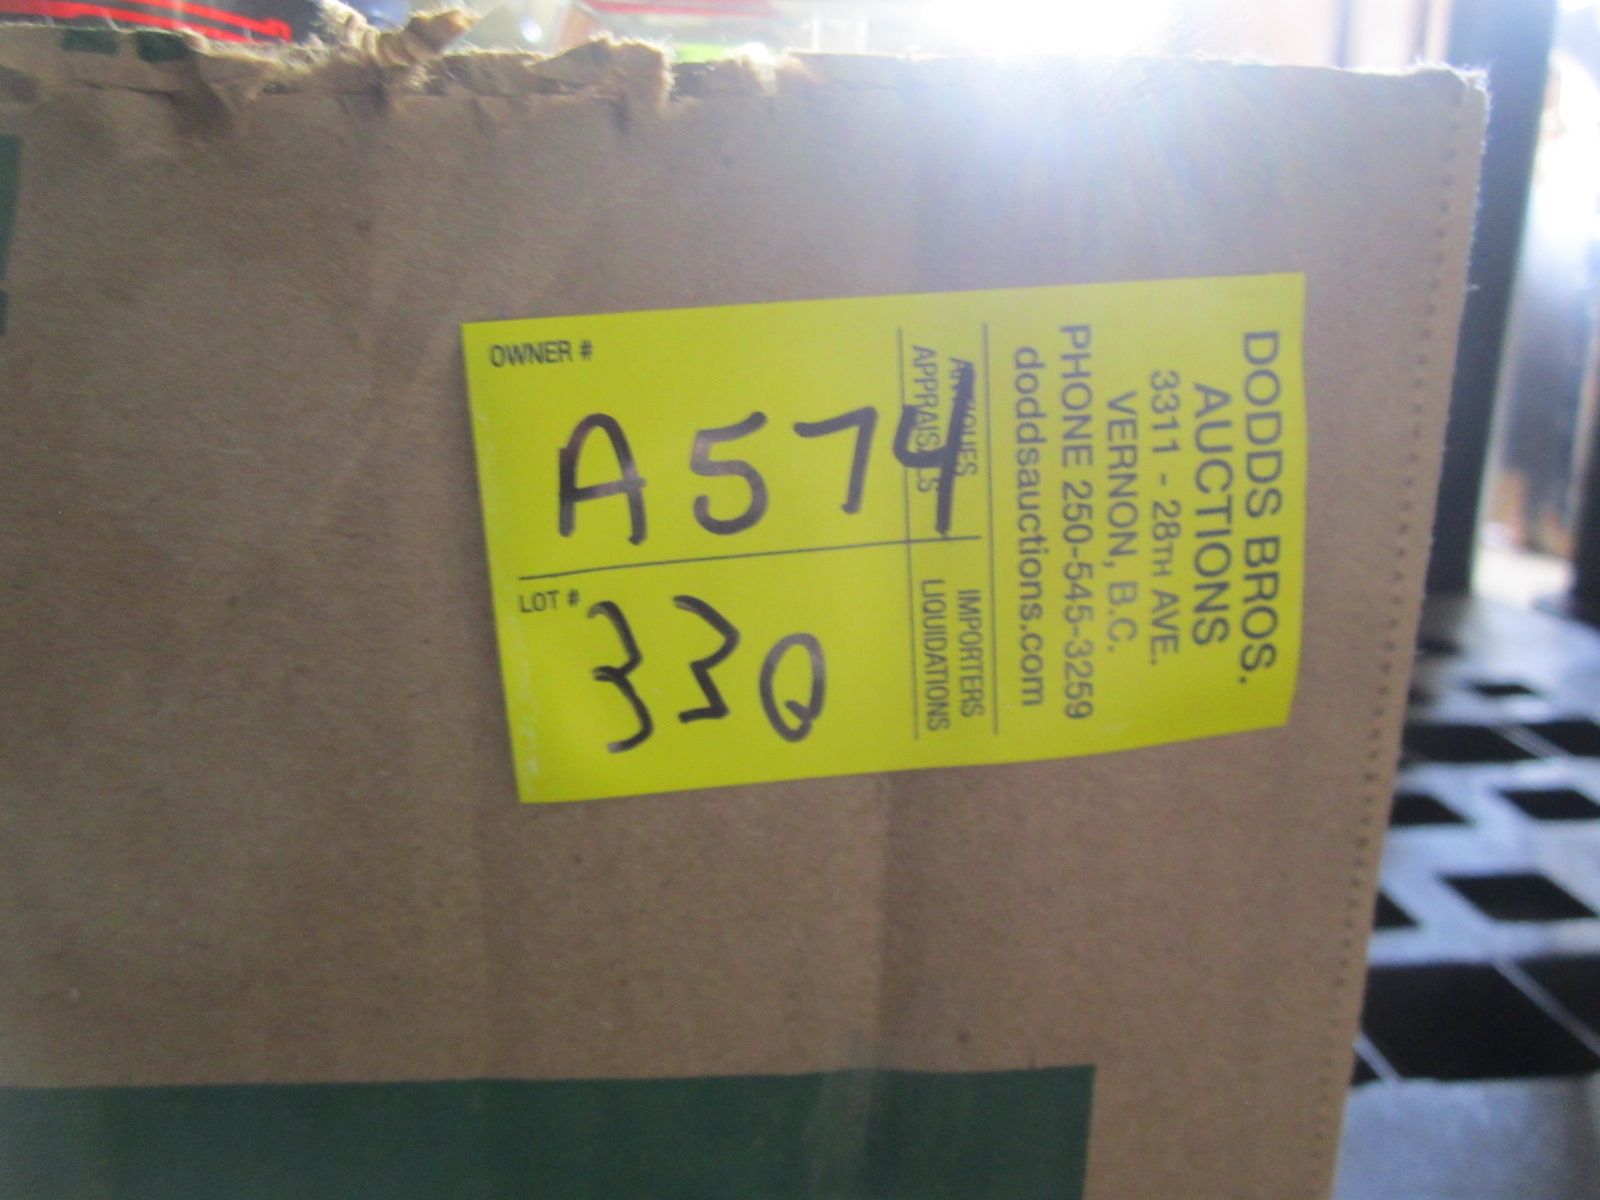 DODDS BROS.
AUCTIONS
3311 - 28TH AVE.
VERNON, B.C.
PHONE 250-545-3259
doddsauctions.com
ANTIQUES IMPORTERS
APPRAISALS LIQUIDATIONS
OWNER #
A574
LOT #
330